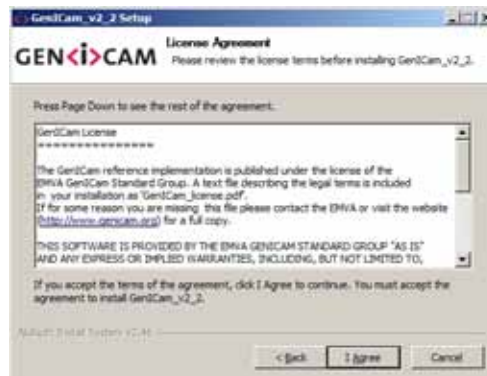 GenICam_v2_2 Setup
GEN<i>CAM
License Agreement
Please review the license terms before installing GenICam_v2_2.
Press Page Down to see the rest of the agreement.
GenICam License
===============
The GenICam reference implementation is published under the license of the
EMVA GenICam Standard Group. A text file describing the legal terms is included
in your installation as 'GenICam_license.pdf'.
If for some reason you are missing this file please contact the EMVA or visit the website
(http://www.genicam.org) for a full copy.
THIS SOFTWARE IS PROVIDED BY THE EMVA GENICAM STANDARD GROUP "AS IS"
AND ANY EXPRESS OR IMPLIED WARRANTIES, INCLUDING, BUT NOT LIMITED TO,
If you accept the terms of the agreement, click I Agree to continue. You must accept the
agreement to install GenICam_v2_2.
Nullsoft Install System v2.46
< Back
I Agree
Cancel